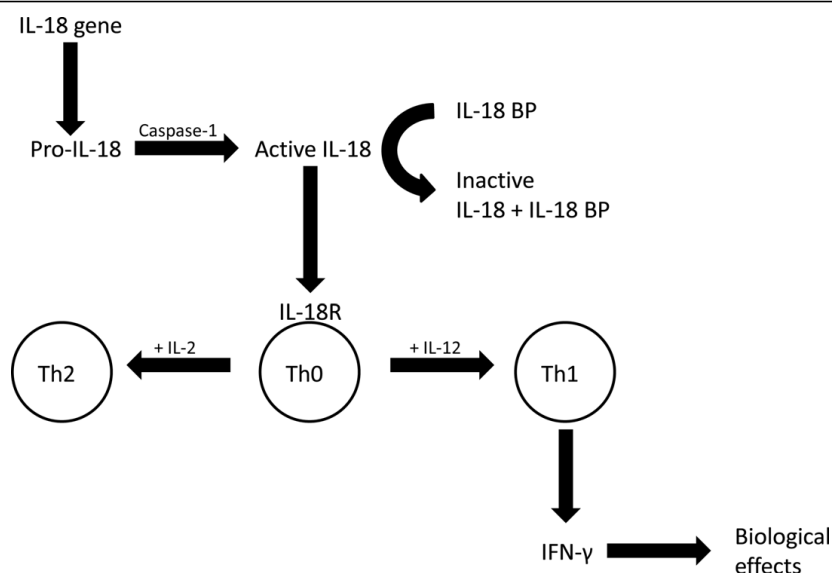 IL-18 gene
Caspase-1
Pro-IL-18
Active IL-18
IL-18 BP
Inactive
IL-18 + IL-18 BP
IL-18R
+ IL-2
+ IL-12
Th2
Th0
Th1
IFN-γ
Biological
effects